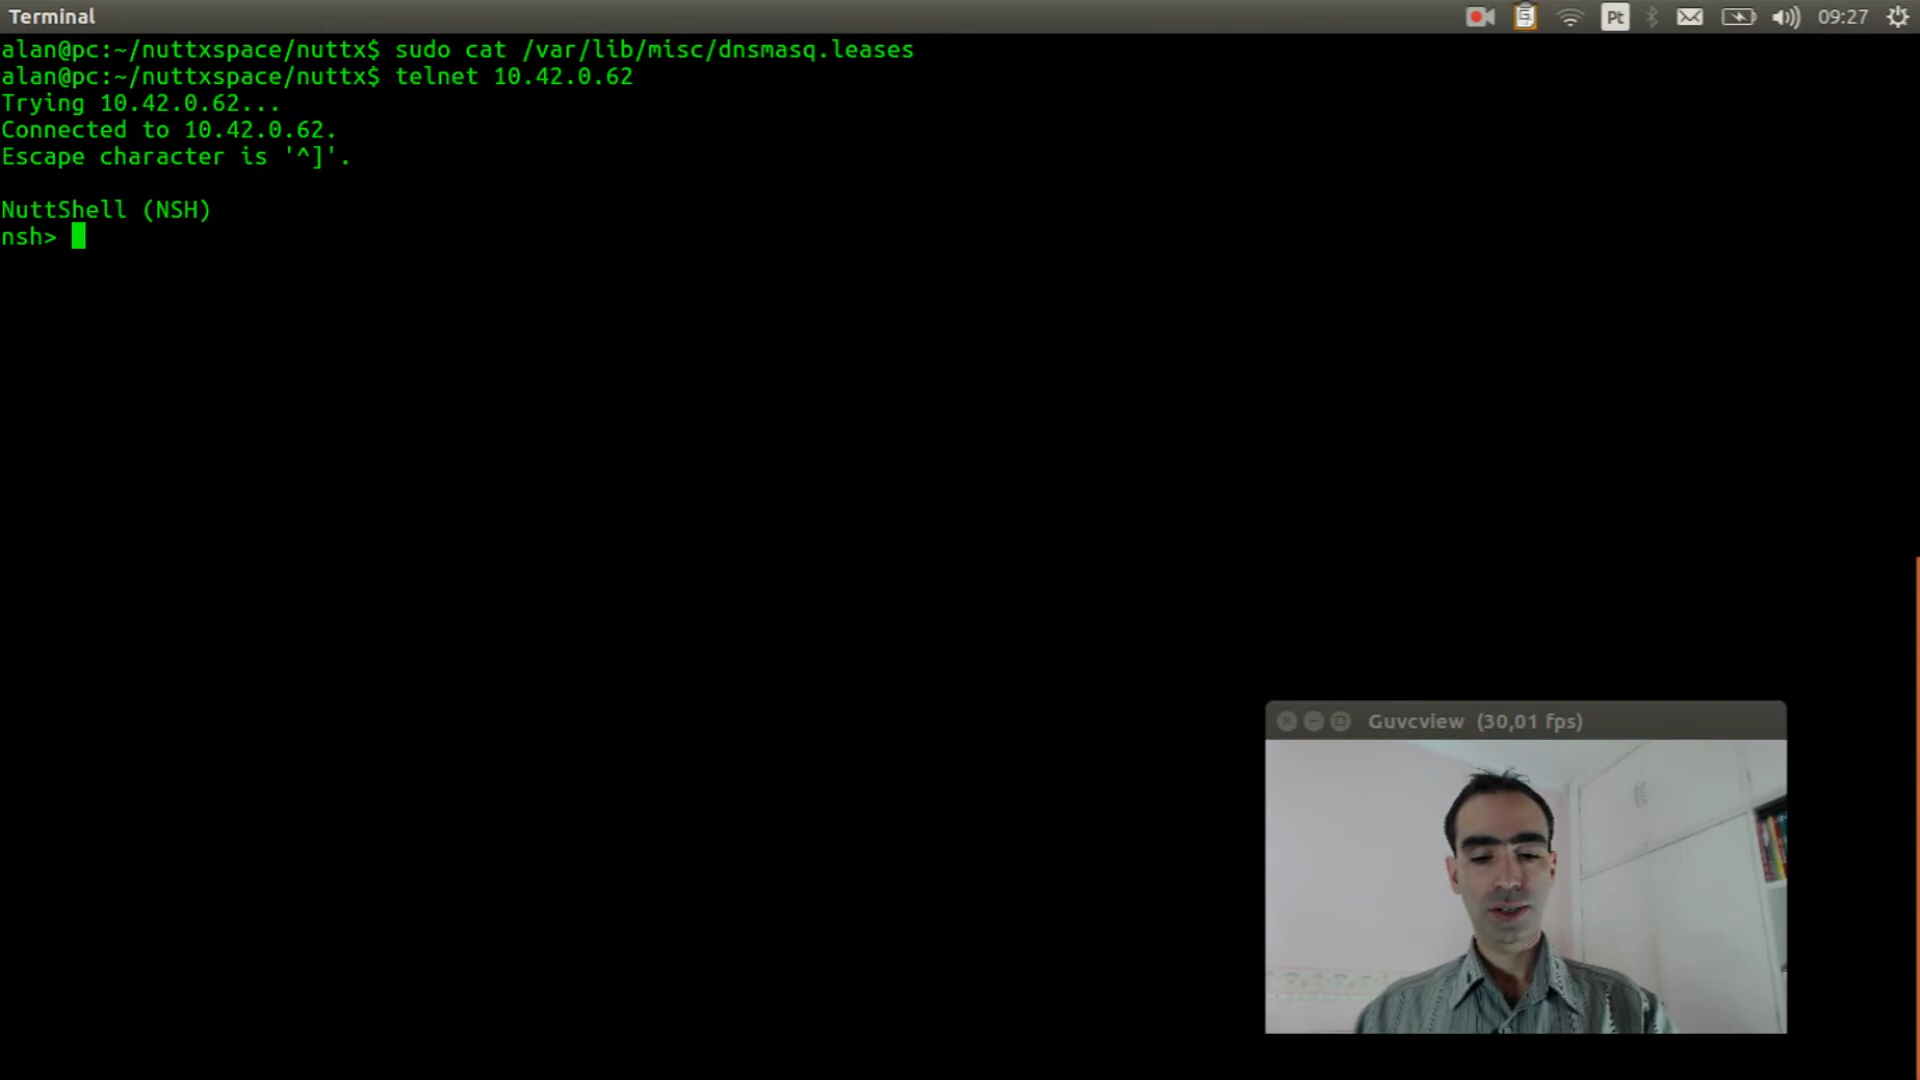 Terminal
Pt
09:27
alan@pc:~/nuttxspace/nuttx$ sudo cat /var/lib/misc/dnsmasq.leases
alan@pc:~/nuttxspace/nuttx$ telnet 10.42.0.62
Trying 10.42.0.62...
Connected to 10.42.0.62.
Escape character is '^]'.
NuttShell (NSH)
nsh>
Guvcview (30,01 fps)